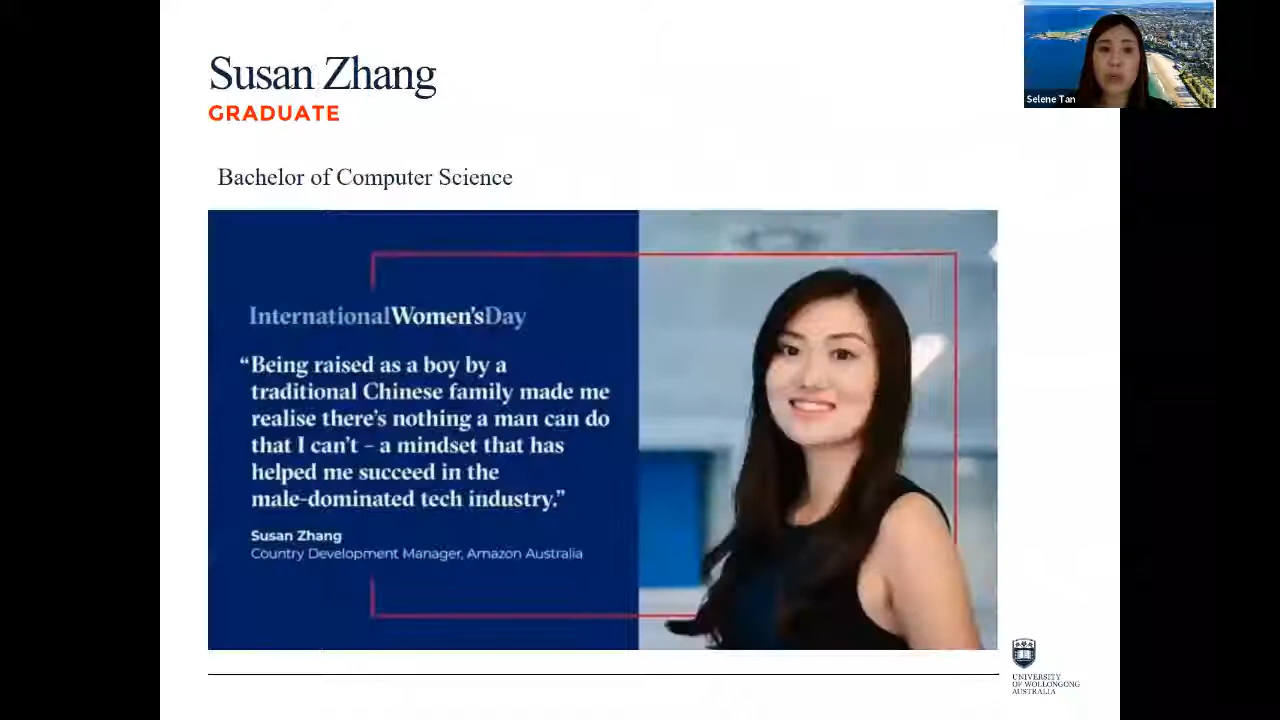 Susan Zhang
GRADUATE
Selene Tan
Bachelor of Computer Science
InternationalWomen'sDay
“Being raised as a boy by a
traditional Chinese family made me
realise there's nothing a man can do
that I can't – a mindset that has
helped me succeed in the
male-dominated tech industry.”
Susan Zhang
Country Development Manager, Amazon Australia
UNIVERSITY
OF WOLLONGONG
AUSTRALIA